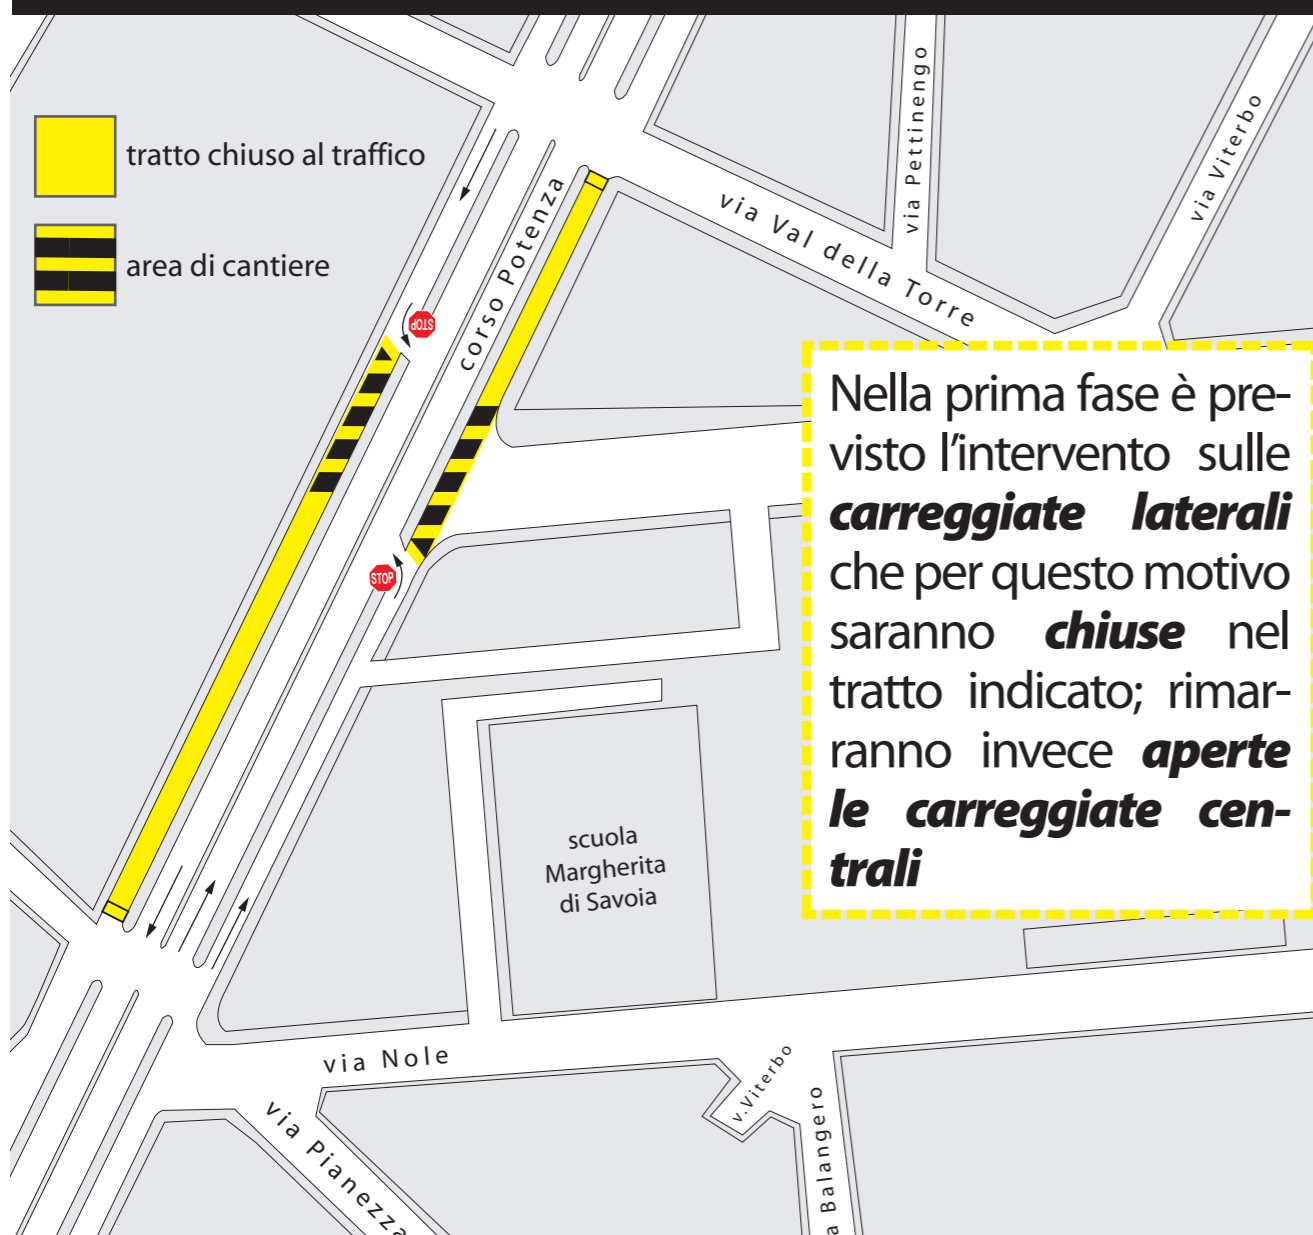 tratto chiuso al traffico
area di cantiere
via Pettinengo
via Viterbo
via Val della Torre
corso Potenza
STOP
STOP
Nella prima fase è pre-
visto l'intervento sulle
carreggiate laterali
che per questo motivo
saranno chiuse nel
tratto indicato; rimar-
ranno invece aperte
le carreggiate cen-
trali
scuola
Margherita
di Savoia
via Nole
v.Viterbo
via Pianezza
a Balangero